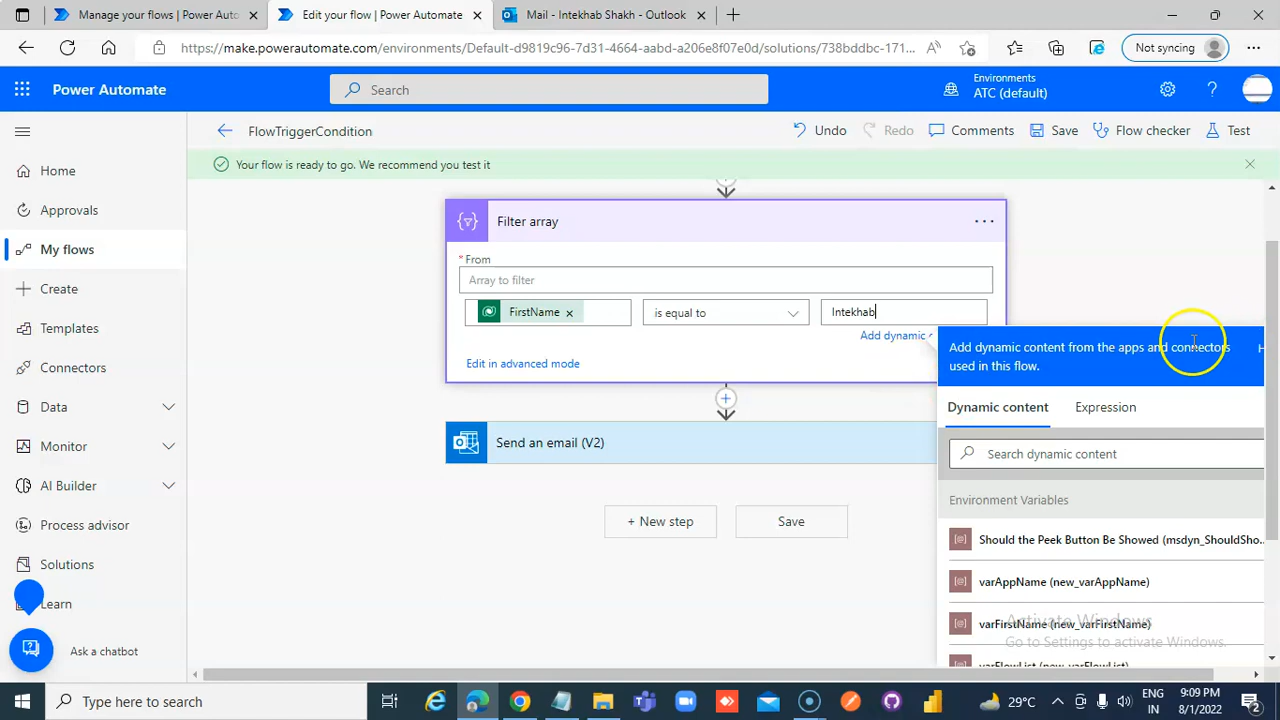 Manage your flows | Power Auto
Edit your flow | Power Automate
Mail - Intekhab Shakh - Outlook
https://make.powerautomate.com/environments/Default-d9819c96-7d31-4664-aabd-a206e8f07e0d/solutions/738bddbc-171...
Not syncing
Power Automate
Search
Environments
ATC (default)
FlowTriggerCondition
Undo
Redo
Comments
Save
Flow checker
Test
Your flow is ready to go. We recommend you test it
Home
Approvals
My flows
Create
Templates
Connectors
Data
Monitor
AI Builder
Process advisor
Solutions
Learn
Ask a chatbot
Filter array
* From
Array to filter
FirstName
is equal to
Intekhab
Add dynamic c
Edit in advanced mode
Send an email (V2)
+ New step
Save
Add dynamic content from the apps and connectors
used in this flow.
H
Dynamic content
Expression
Search dynamic content
Environment Variables
Should the Peek Button Be Showed (msdyn_ShouldSho...
varAppName (new_varAppName)
varFirstName (new_varFirstName)
varFlowList (new_varFlowList)
Activate Windows
Go to Settings to activate Windows.
Type here to search
29°C
ENG
IN
9:09 PM
8/1/2022
2